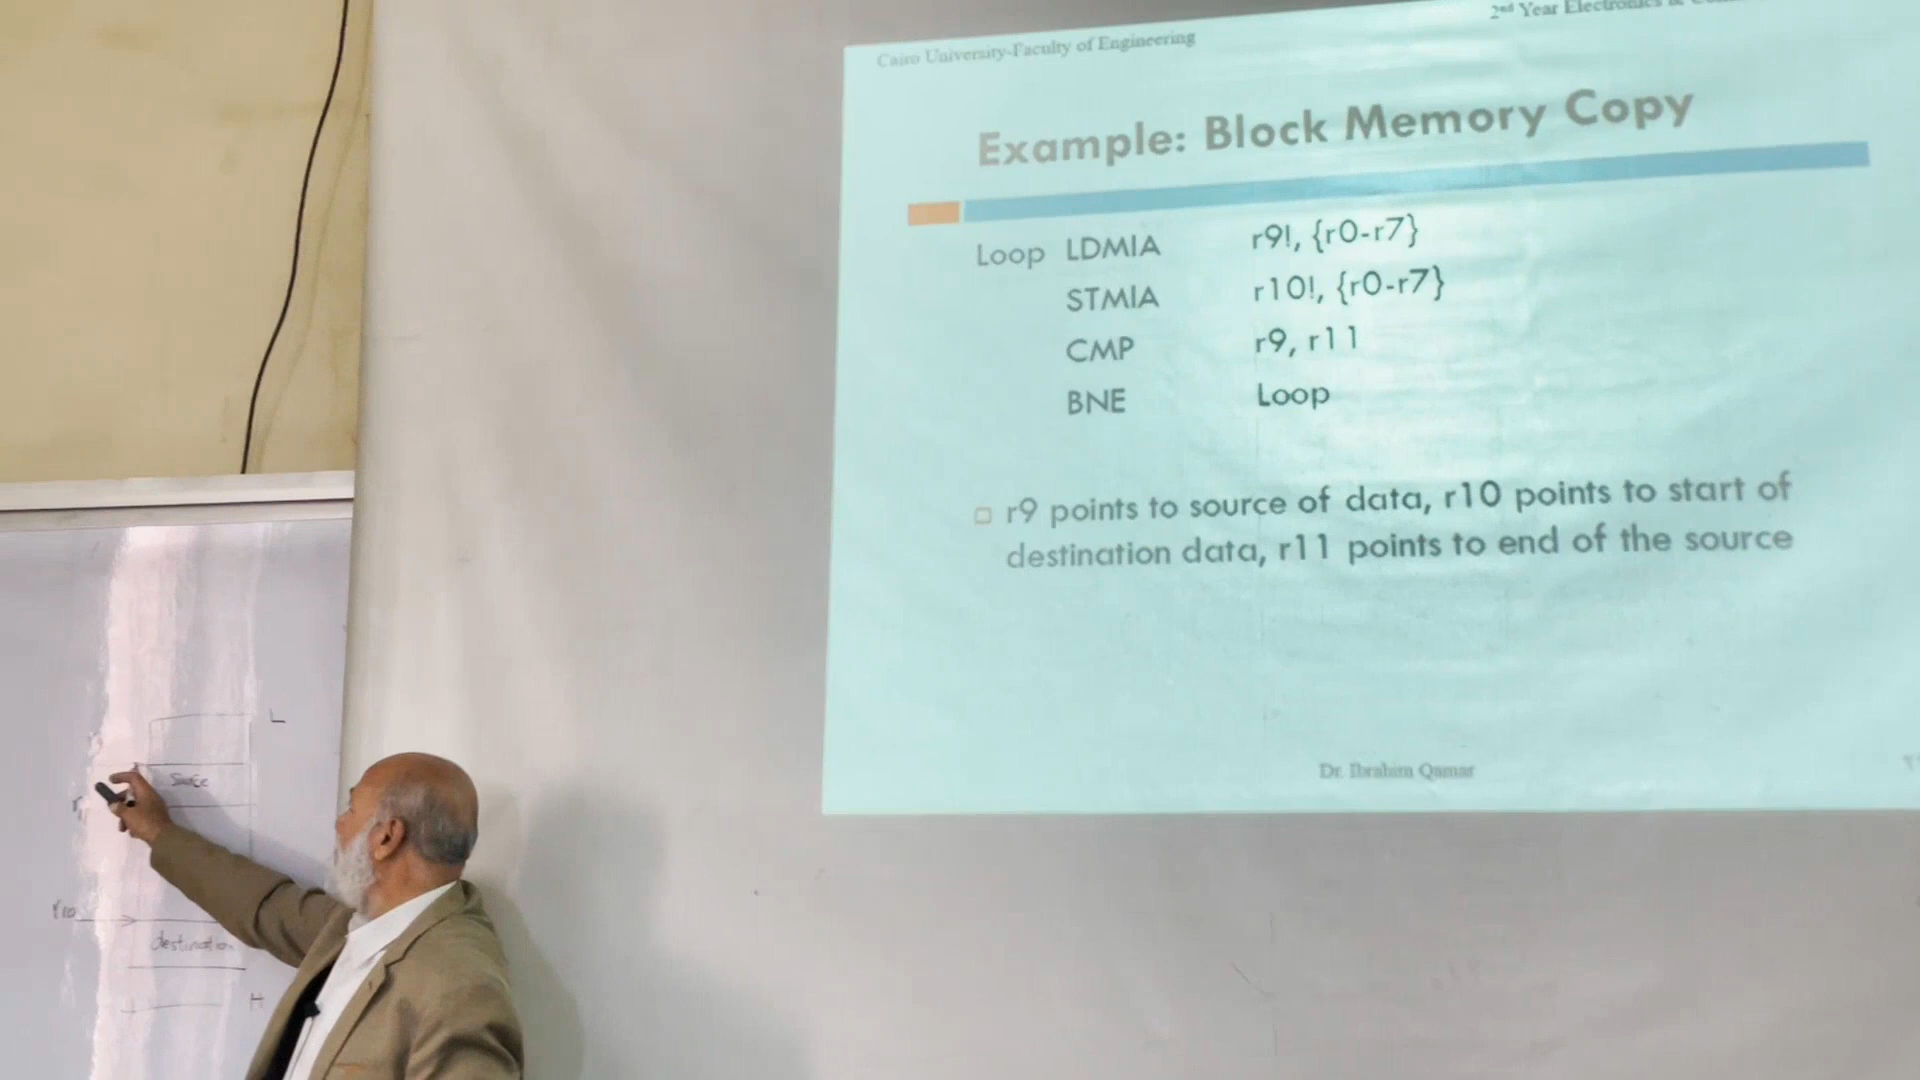 Cairo University-Faculty of Engineering
2nd Year Electronics &
Example: Block Memory Copy
Loop LDMIA r9!, {r0-r7}
STMIA r10!, {r0-r7}
CMP r9, r11
BNE Loop
r9 points to source of data, r10 points to start of
destination data, r11 points to end of the source
Dr. Ibrahim Qamar
L
r10
destination
H